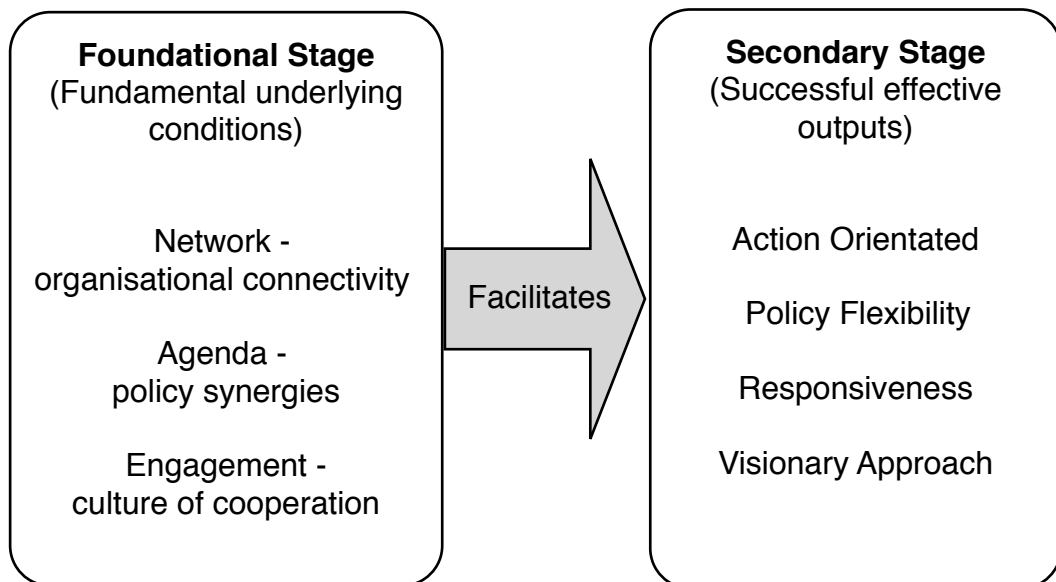 Foundational Stage
(Fundamental underlying
conditions)
Network -
organisational connectivity
Agenda -
policy synergies
Engagement -
culture of cooperation
Facilitates
Secondary Stage
(Successful effective
outputs)
Action Orientated
Policy Flexibility
Responsiveness
Visionary Approach